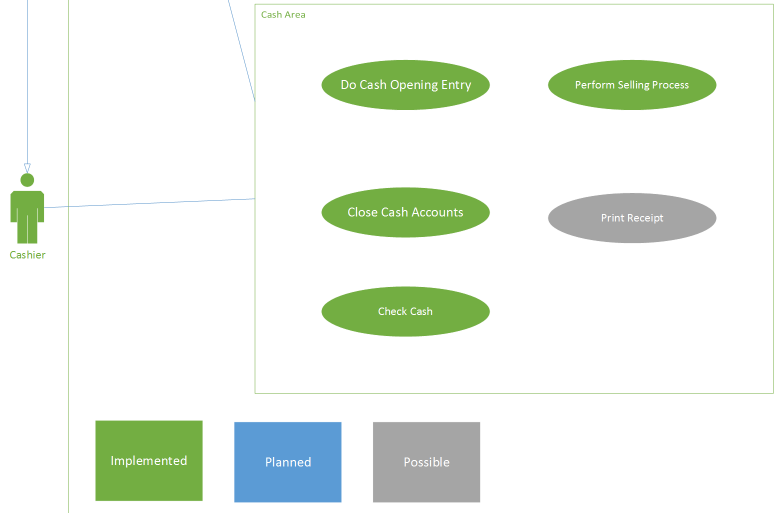 Cash Area
Do Cash Opening Entry
Perform Selling Process
Close Cash Accounts
Print Receipt
Cashier
Check Cash
Implemented
Planned
Possible